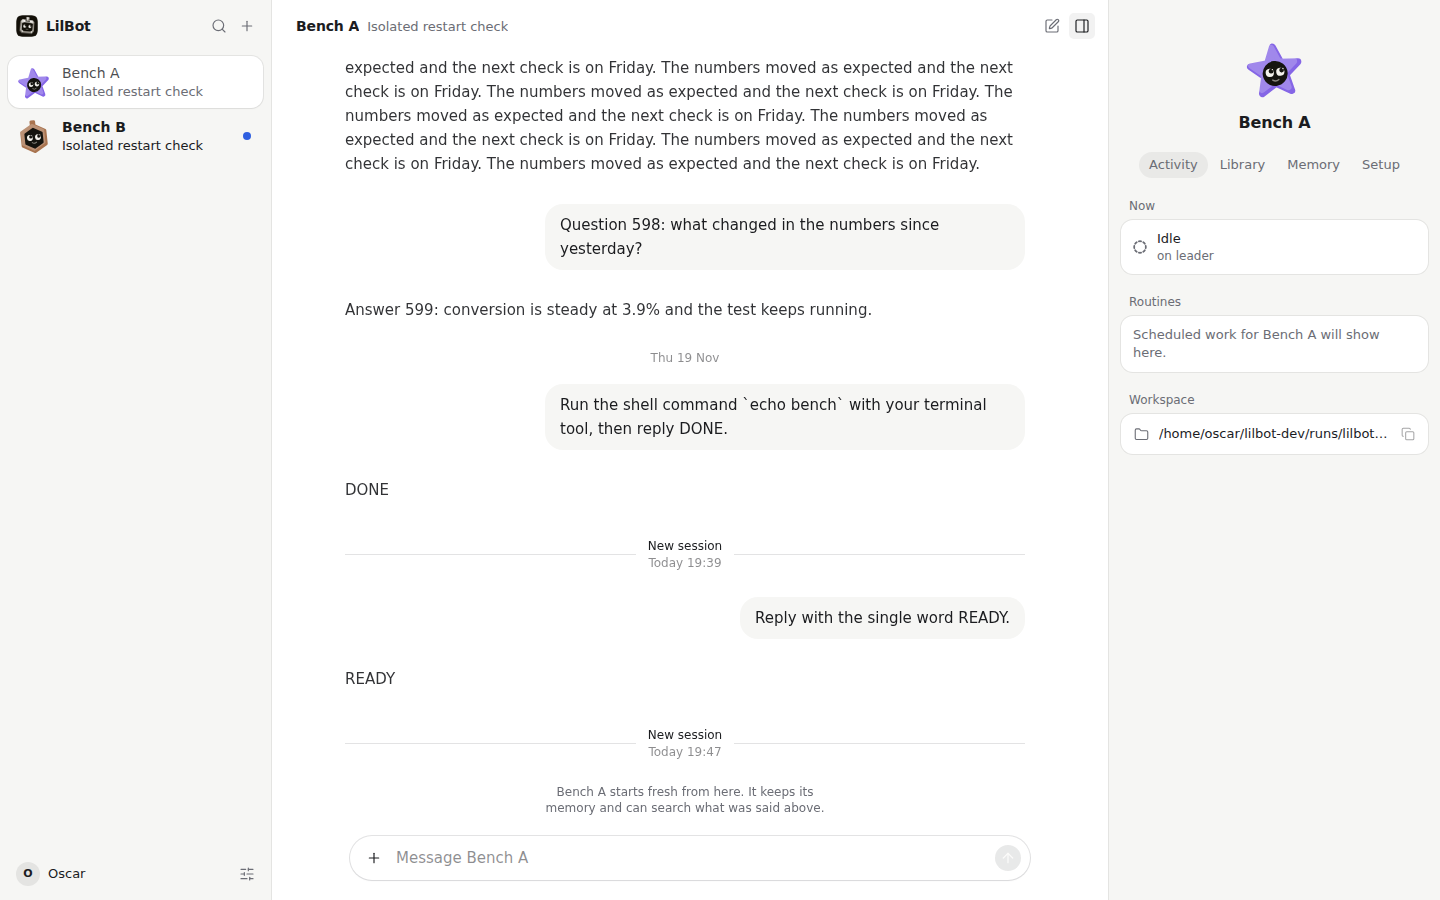 LilBot
Bench A
Isolated restart check
Bench B
Isolated restart check
Oscar
O
Bench A Isolated restart check
expected and the next check is on Friday. The numbers moved as expected and the next
check is on Friday. The numbers moved as expected and the next check is on Friday. The
numbers moved as expected and the next check is on Friday. The numbers moved as
expected and the next check is on Friday. The numbers moved as expected and the next
check is on Friday. The numbers moved as expected and the next check is on Friday.
Question 598: what changed in the numbers since
yesterday?
Answer 599: conversion is steady at 3.9% and the test keeps running.
Thu 19 Nov
Run the shell command `echo bench` with your terminal
tool, then reply DONE.
DONE
New session
Today 19:39
Reply with the single word READY.
READY
New session
Today 19:47
Bench A starts fresh from here. It keeps its
memory and can search what was said above.
Message Bench A
Bench A
Activity Library Memory Setup
Now
Idle
on leader
Routines
Scheduled work for Bench A will show
here.
Workspace
/home/oscar/lilbot-dev/runs/lilbot...